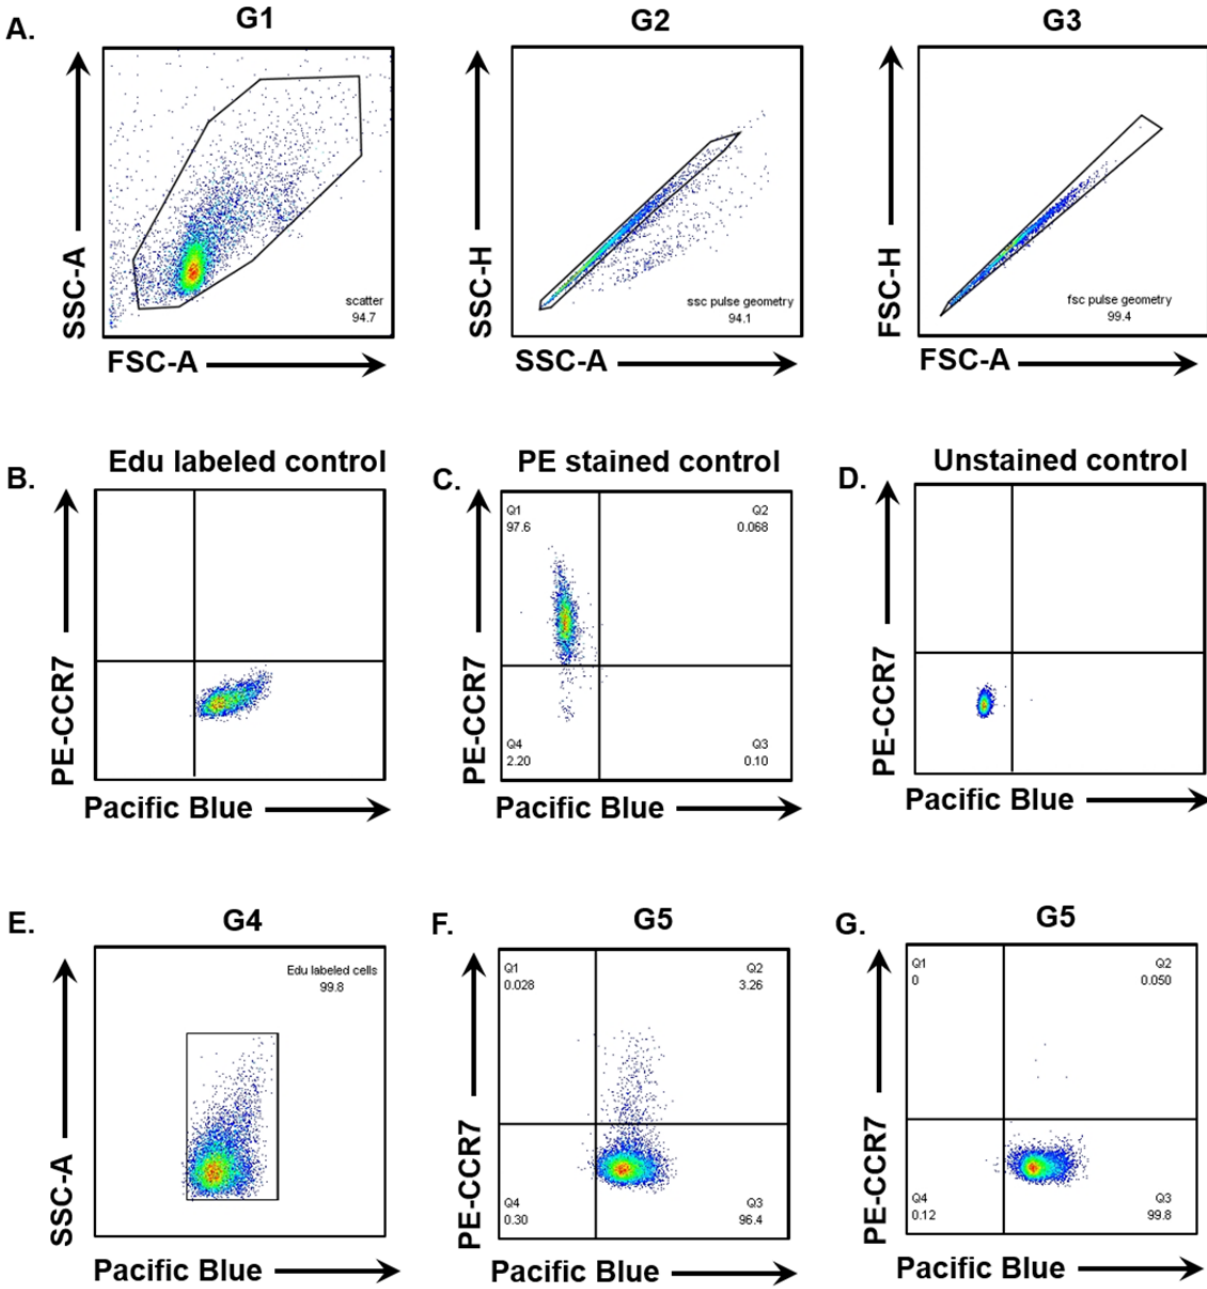 A.
G1
G2
G3
SSC-A
scatter
94.7
FSC-A
SSC-H
ssc pulse geometry
94.1
SSC-A
FSC-H
fsc pulse geometry
99.4
FSC-A
B.
Edu labeled control
PE-CCR7
Pacific Blue
C.
PE stained control
PE-CCR7
Q1
97.6
Q2
0.068
Q4
2.20
Q3
0.10
Pacific Blue
D.
Unstained control
PE-CCR7
Pacific Blue
E.
G4
SSC-A
Edu labeled cells
99.8
Pacific Blue
F.
G5
PE-CCR7
Q1
0.028
Q2
3.26
Q4
0.30
Q3
96.4
Pacific Blue
G.
G5
PE-CCR7
Q1
0
Q2
0.050
Q4
0.12
Q3
99.8
Pacific Blue